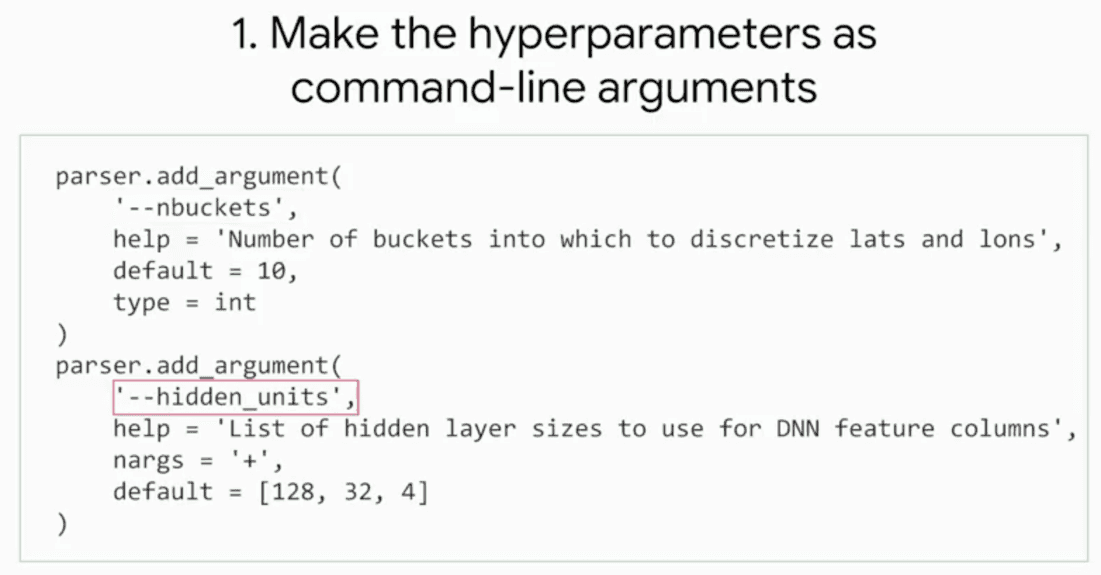 1. Make the hyperparameters as
command-line arguments
parser.add_argument(
    '--nbuckets',
    help = 'Number of buckets into which to discretize lats and lons',
    default = 10,
    type = int
)
parser.add_argument(
    '--hidden_units',
    help = 'List of hidden layer sizes to use for DNN feature columns',
    nargs = '+',
    default = [128, 32, 4]
)